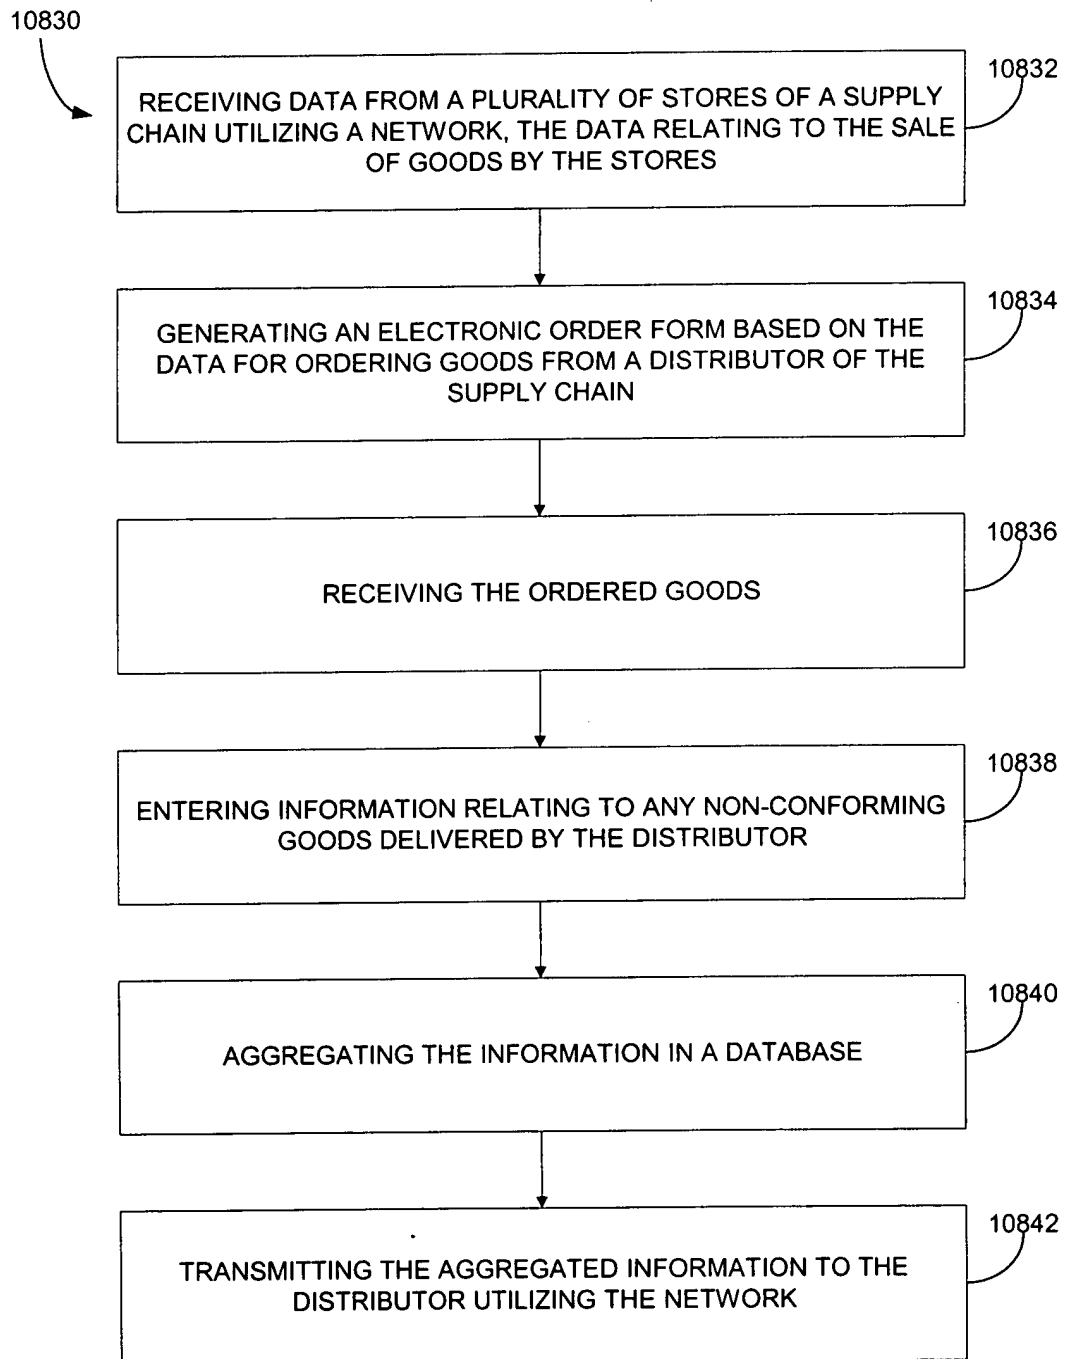 10830
10832
RECEIVING DATA FROM A PLURALITY OF STORES OF A SUPPLY
CHAIN UTILIZING A NETWORK, THE DATA RELATING TO THE SALE
OF GOODS BY THE STORES
10834
GENERATING AN ELECTRONIC ORDER FORM BASED ON THE
DATA FOR ORDERING GOODS FROM A DISTRIBUTOR OF THE
SUPPLY CHAIN
10836
RECEIVING THE ORDERED GOODS
10838
ENTERING INFORMATION RELATING TO ANY NON-CONFORMING
GOODS DELIVERED BY THE DISTRIBUTOR
10840
AGGREGATING THE INFORMATION IN A DATABASE
10842
TRANSMITTING THE AGGREGATED INFORMATION TO THE
DISTRIBUTOR UTILIZING THE NETWORK